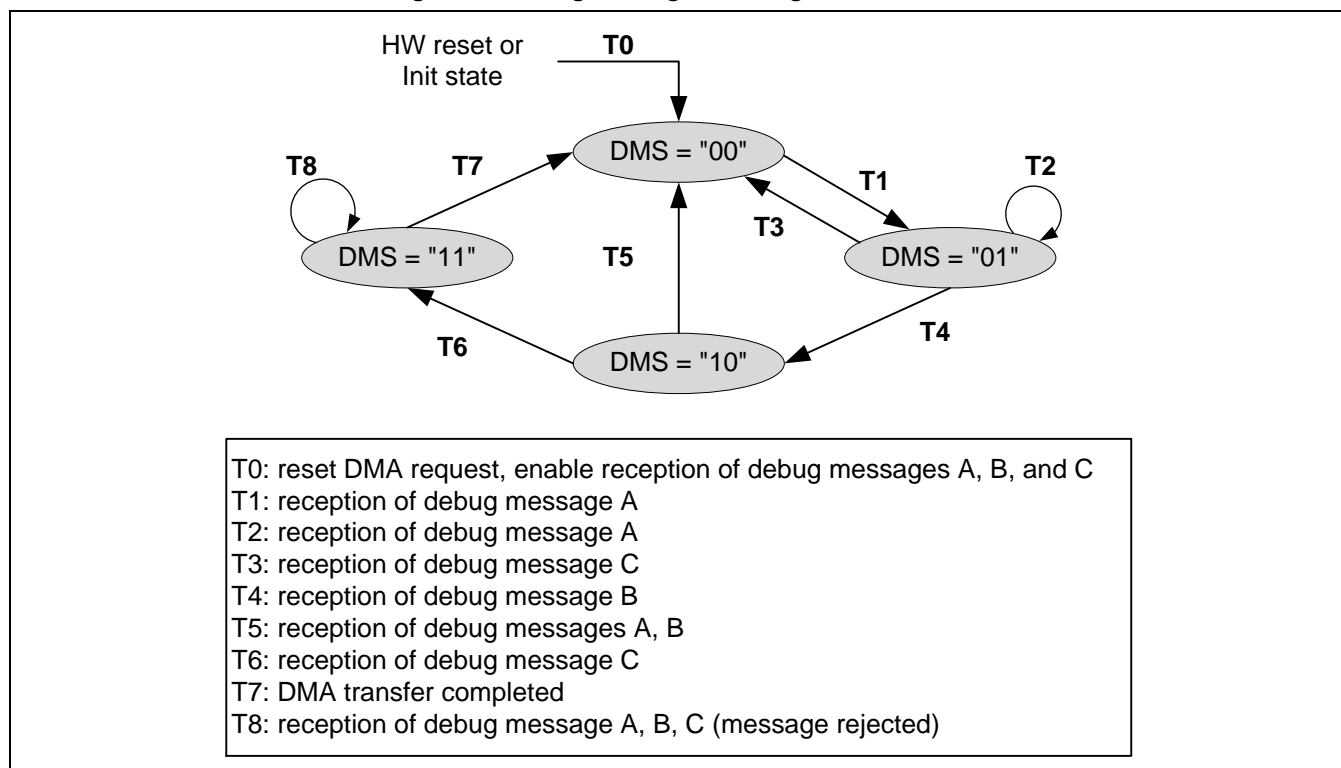 HW reset or
Init state
T0
DMS = "00"
T8
T7
T1
T2
T3
DMS = "11"
T5
DMS = "01"
T6
T4
DMS = "10"
T0: reset DMA request, enable reception of debug messages A, B, and C
T1: reception of debug message A
T2: reception of debug message A
T3: reception of debug message C
T4: reception of debug message B
T5: reception of debug messages A, B
T6: reception of debug message C
T7: DMA transfer completed
T8: reception of debug message A, B, C (message rejected)